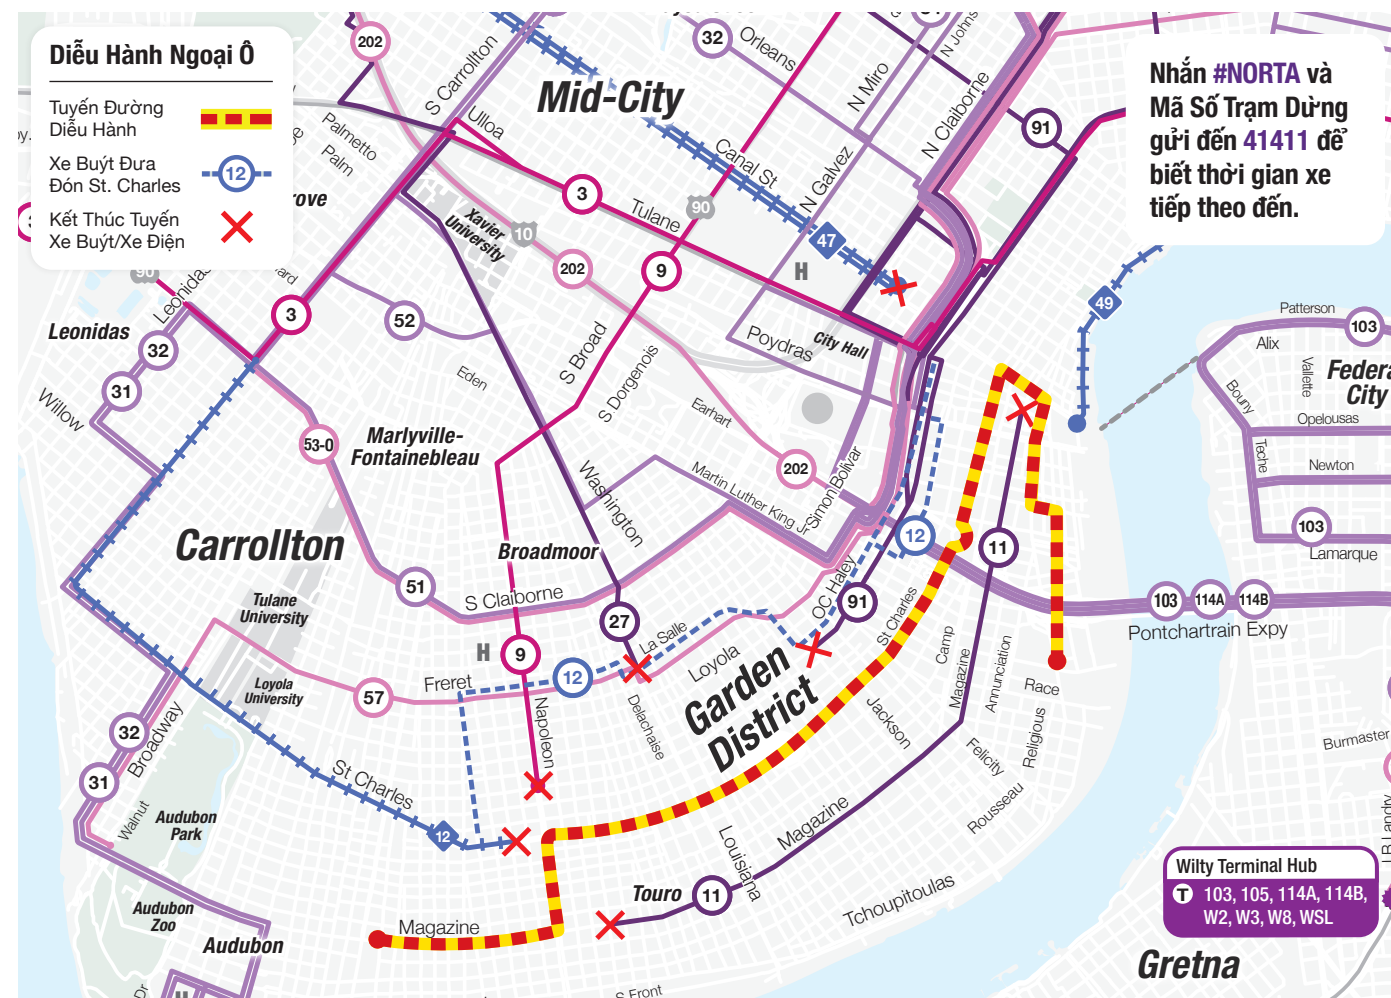 Diễu Hành Ngoại Ô
Tuyến Đường
Diễu Hành
Xe Buýt Đưa
Đón St. Charles
12
Kết Thúc Tuyến
Xe Buýt/Xe Điện
Nhắn #NORTA và
Mã Số Trạm Dừng
gửi đến 41411 để
biết thời gian xe
tiếp theo đến.
202
S Carrollton
Ulloa
Palmetto
Palm
Mid-City
32
Orleans
N Miro
N Johns
N Claiborne
91
Canal St
N Galvez
90
3
Tulane
47
Xavier
University
10
202
9
H
rove
90
Leonidas
ard
3
52
Leonidas
32
31
Willow
Eden
S Broad
S Dorgenois
Poydras
City Hall
49
Patterson
103
Alix
Vallette
Federa
City
Bouny
Opelousas
Teche
Newton
103
Lamarque
53-0
Marlyville-
Fontainebleau
Earhart
202
Simon Bolivar
Martin Luther King Jr
Washington
Carrollton
Broadmoor
12
11
51
S Claiborne
OC Haley
91
St Charles
103
114A
114B
Pontchartrain Expy
Tulane
University
27
La Salle
H
9
12
Loyola
Camp
Magazine
Annunciation
Race
Religious
Freret
57
Loyola
University
Napoleon
Delachaise
Garden
District
Jackson
Felicity
Rousseau
Burmaster
32
Broadway
31
Walnut
St Charles
12
Audubon
Park
Louisiana
Magazine
L B Landry
Wilty Terminal Hub
T 103, 105, 114A, 114B,
W2, W3, W8, WSL
Touro
11
Tchoupitoulas
Audubon
Zoo
Magazine
Audubon
Gretna
Dr
H
S Front